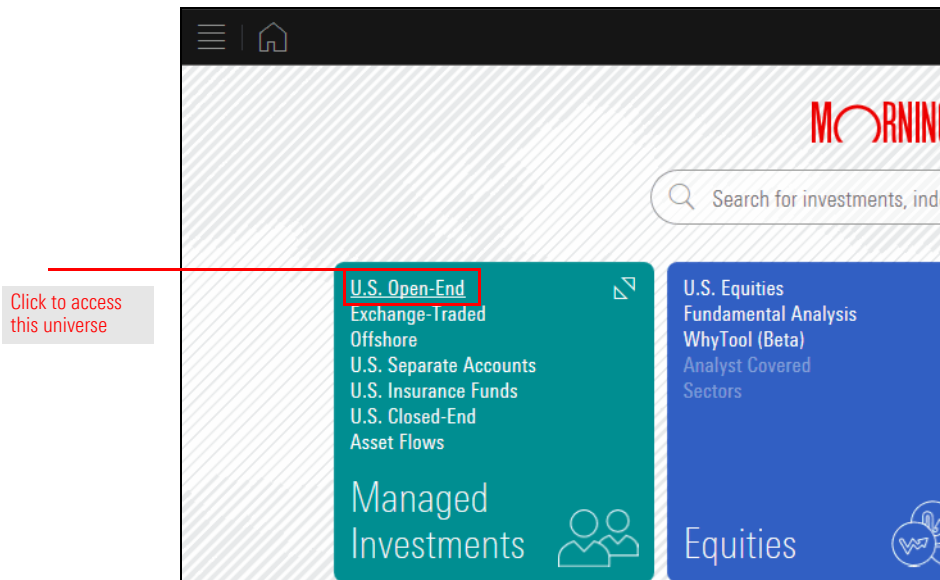 MORNIN
Search for investments, ind
Click to access
this universe
U.S. Open-End
Exchange-Traded
Offshore
U.S. Separate Accounts
U.S. Insurance Funds
U.S. Closed-End
Asset Flows
Managed
Investments
U.S. Equities
Fundamental Analysis
WhyTool (Beta)
Analyst Covered
Sectors
Equities